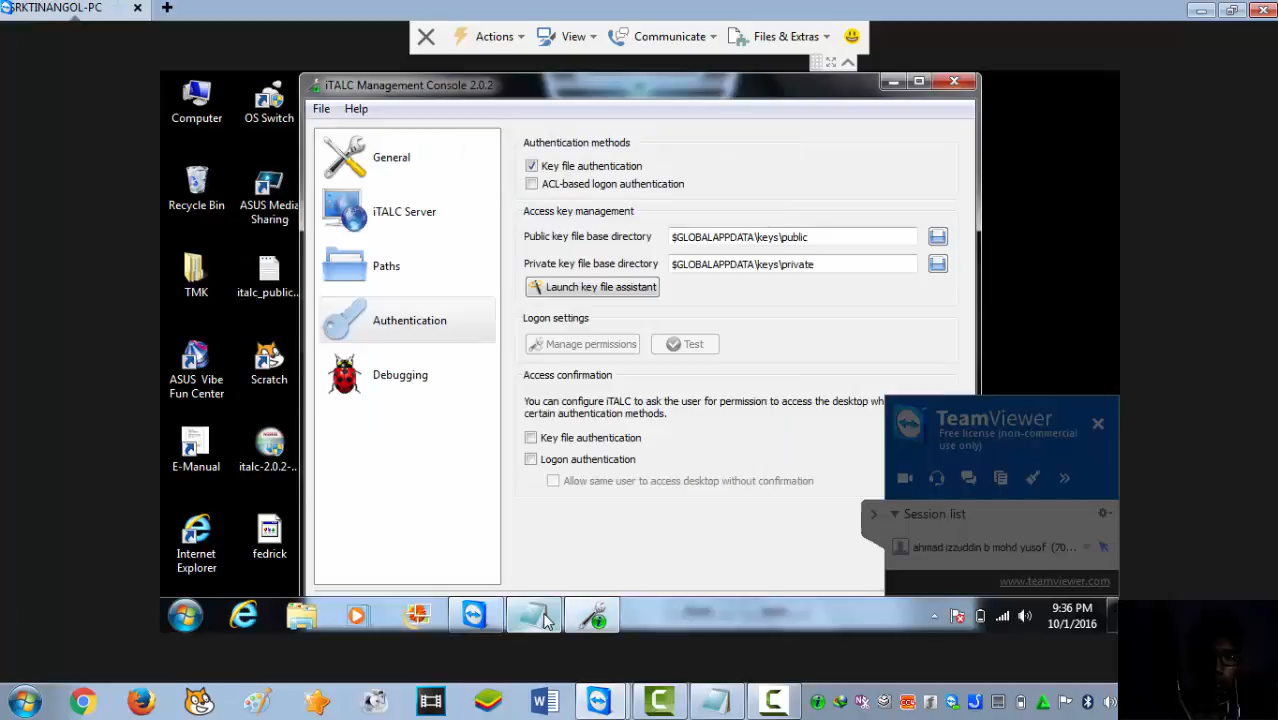 SRKTINANGOL-PC
Actions
View
Communicate
Files & Extras
iTALC Management Console 2.0.2
File
Help
Computer
OS Switch
Recycle Bin
ASUS Media Sharing
TMK
italc_public...
ASUS Vibe Fun Center
Scratch
E-Manual
italc-2.0.2-..
Internet Explorer
fedrick
General
iTALC Server
Paths
Authentication
Debugging
Authentication methods
Key file authentication
ACL-based logon authentication
Access key management
Public key file base directory
$GLOBALAPPDATA\keys\public
Private key file base directory
$GLOBALAPPDATA\keys\private
Launch key file assistant
Logon settings
Manage permissions
Test
Access confirmation
You can configure iTALC to ask the user for permission to access the desktop
certain authentication methods.
Key file authentication
Logon authentication
Allow same user to access desktop without confirmation
TeamViewer
Free license (non-commercial
use only)
Session list
ahmad izzuddin b mohd yusof (70...
www.teamviewer.com
9:36 PM
10/1/2016